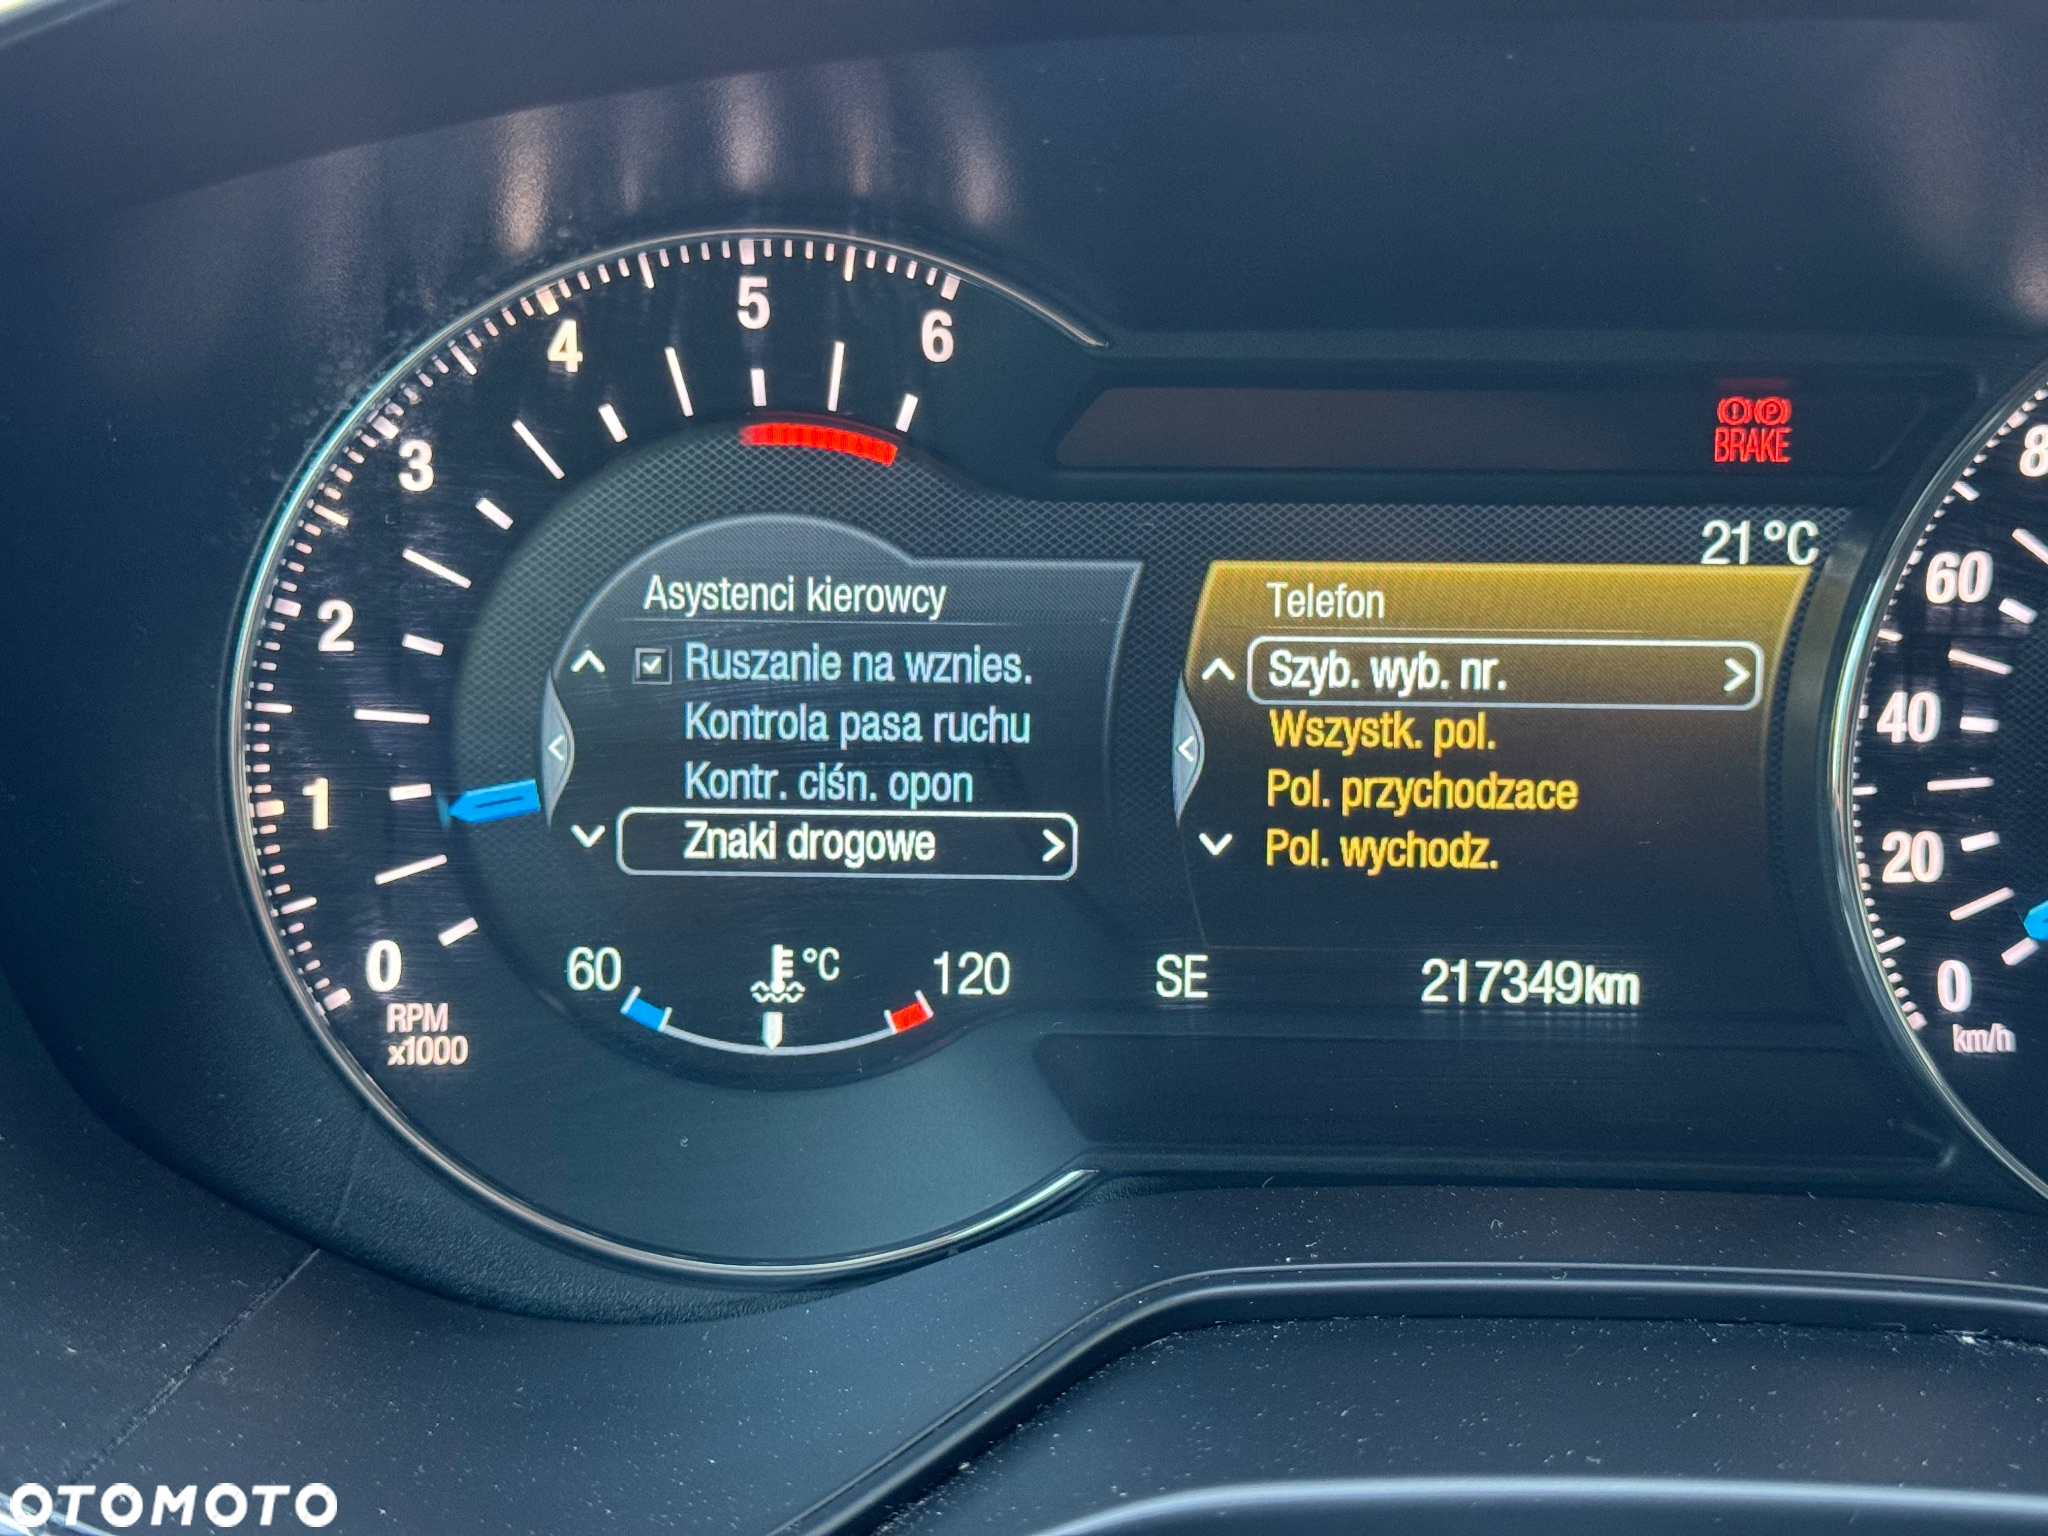 5
6
4
3
2
1
0
RPM
x1000
BRAKE
21 °C
Asystenci kierowcy
Ruszanie na wznies.
Kontrola pasa ruchu
Kontr. ciśn. opon
Znaki drogowe
60 °C 120
Telefon
Szyb. wyb. nr.
Wszystk. pol.
Pol. przychodzace
Pol. wychodz.
SE 217349km
8
60
40
20
0
km/h
OTOMOTO